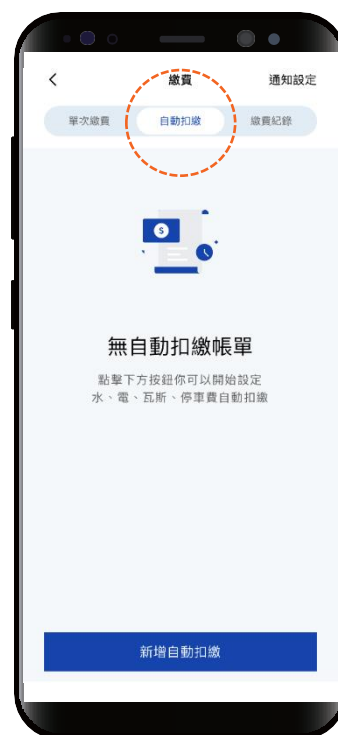 繳費
通知設定
單次繳費
自動扣繳
繳費紀錄
$
無自動扣繳帳單
點擊下方按鈕你可以開始設定
水、電、瓦斯、停車費自動扣繳
新增自動扣繳